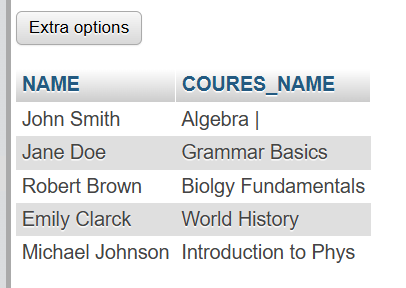 Extra options
NAME COURES_NAME
John Smith Algebra |
Jane Doe Grammar Basics
Robert Brown Biolgy Fundamentals
Emily Clarck World History
Michael Johnson Introduction to Phys